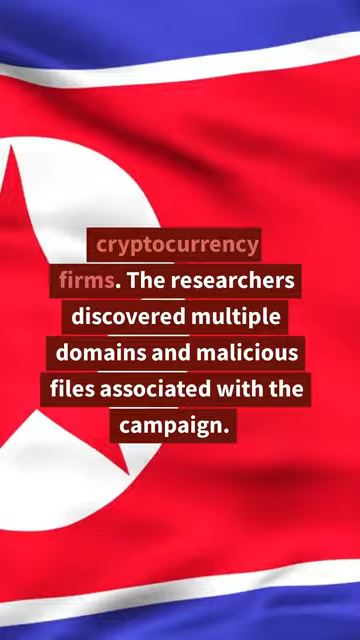 cryptocurrency
firms. The researchers
discovered multiple
domains and malicious
files associated with the
campaign.